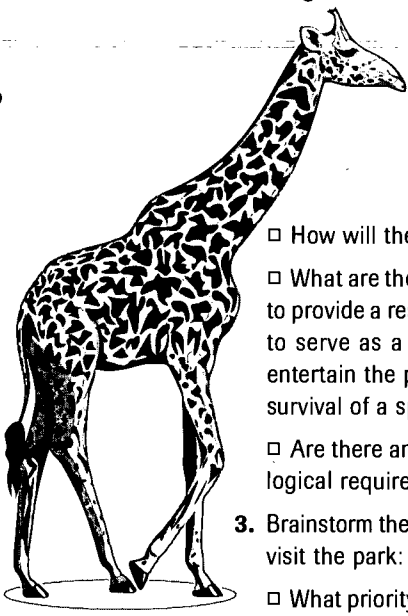 □ How will the
□ What are the
to provide a re
to serve as a
entertain the p
survival of a s
□ Are there ar
logical require
3. Brainstorm the
visit the park:
□ What priority